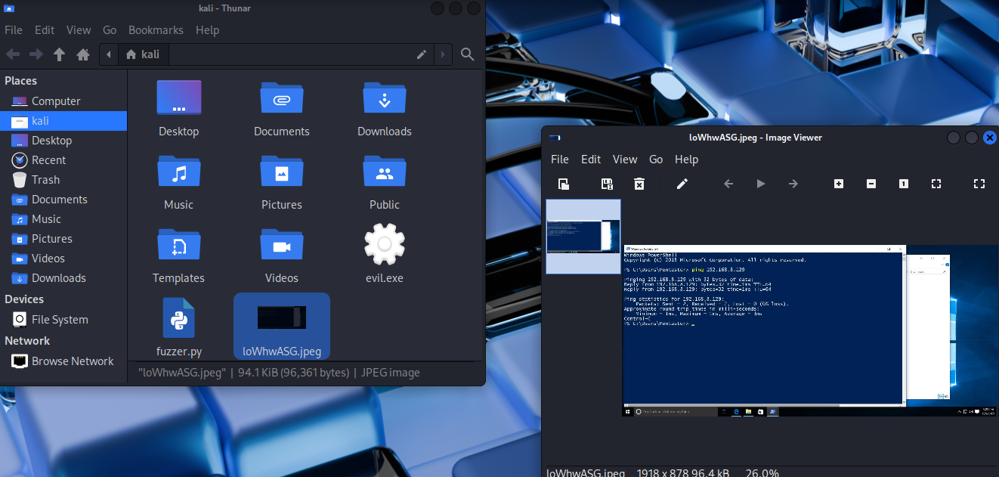 kali - Thunar
File Edit View Go Bookmarks Help
kali
Places
Computer
kali
Desktop
Recent
Trash
Documents
Music
Pictures
Videos
Downloads
Devices
File System
Network
Browse Network
Desktop Documents Downloads
Music Pictures Public
Templates Videos evil.exe
fuzzer.py loWhwASG.jpeg
"loWhwASG.jpeg" | 94.1 KiB (96,361 bytes) | JPEG image
loWhwASG.jpeg - Image Viewer
File Edit View Go Help
Windows PowerShell
Windows PowerShell
Copyright (C) 2015 Microsoft Corporation. All rights reserved.
PS C:\Users\Pentester> ping 192.168.8.129
Pinging 192.168.8.129 with 32 bytes of data:
Reply from 192.168.8.129: bytes=32 time=1ms TTL=64
Reply from 192.168.8.129: bytes=32 time=1ms TTL=64
Ping statistics for 192.168.8.129:
Packets: Sent = 2, Received = 2, Lost = 0 (0% loss),
Approximate round trip times in milli-seconds:
Minimum = 1ms, Maximum = 1ms, Average = 1ms
Control-C
PS C:\Users\Pentester> _
loWhwASG.jpeg 1918 x 878 96.4 kB 26.0%